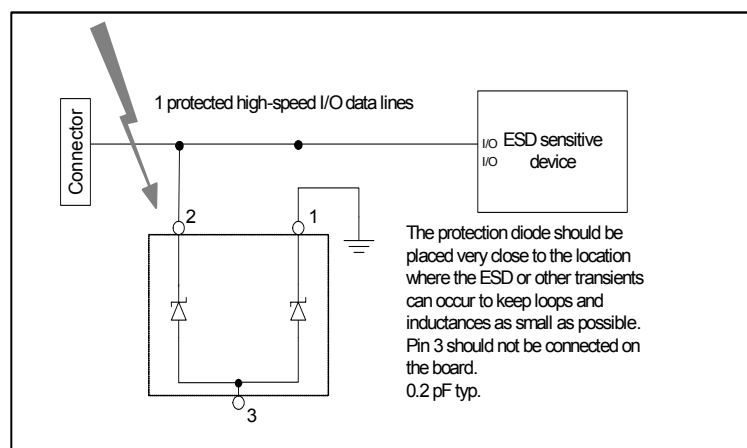 1 protected high-speed I/O data lines
Connector
I/O
I/O
ESD sensitive
device
2
1
3
The protection diode should be
placed very close to the location
where the ESD or other transients
can occur to keep loops and
inductances as small as possible.
Pin 3 should not be connected on
the board.
0.2 pF typ.